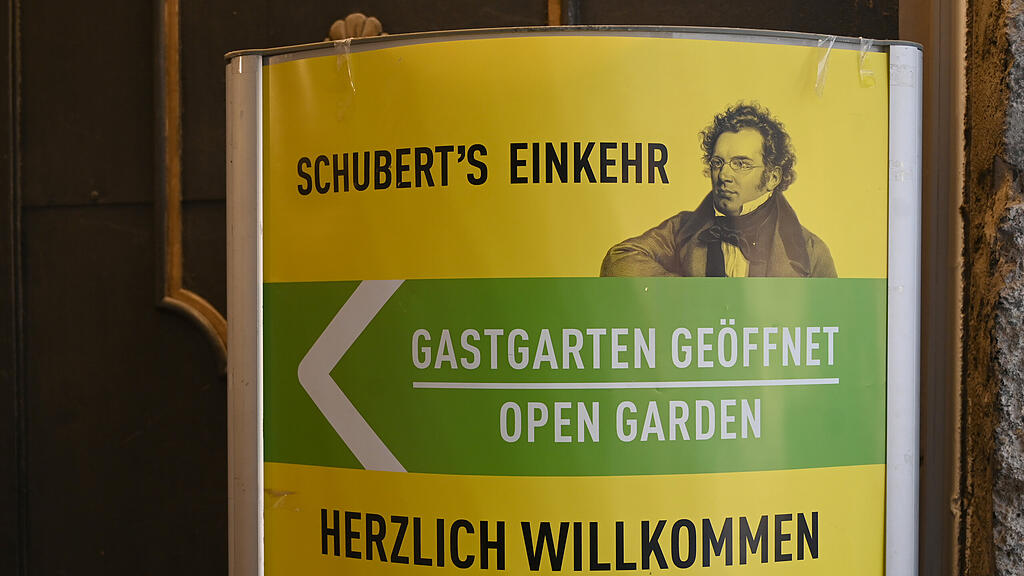 SCHUBERT'S EINKEHR
GASTGARTEN GEÖFFNET
OPEN GARDEN
HERZLICH WILLKOMMEN